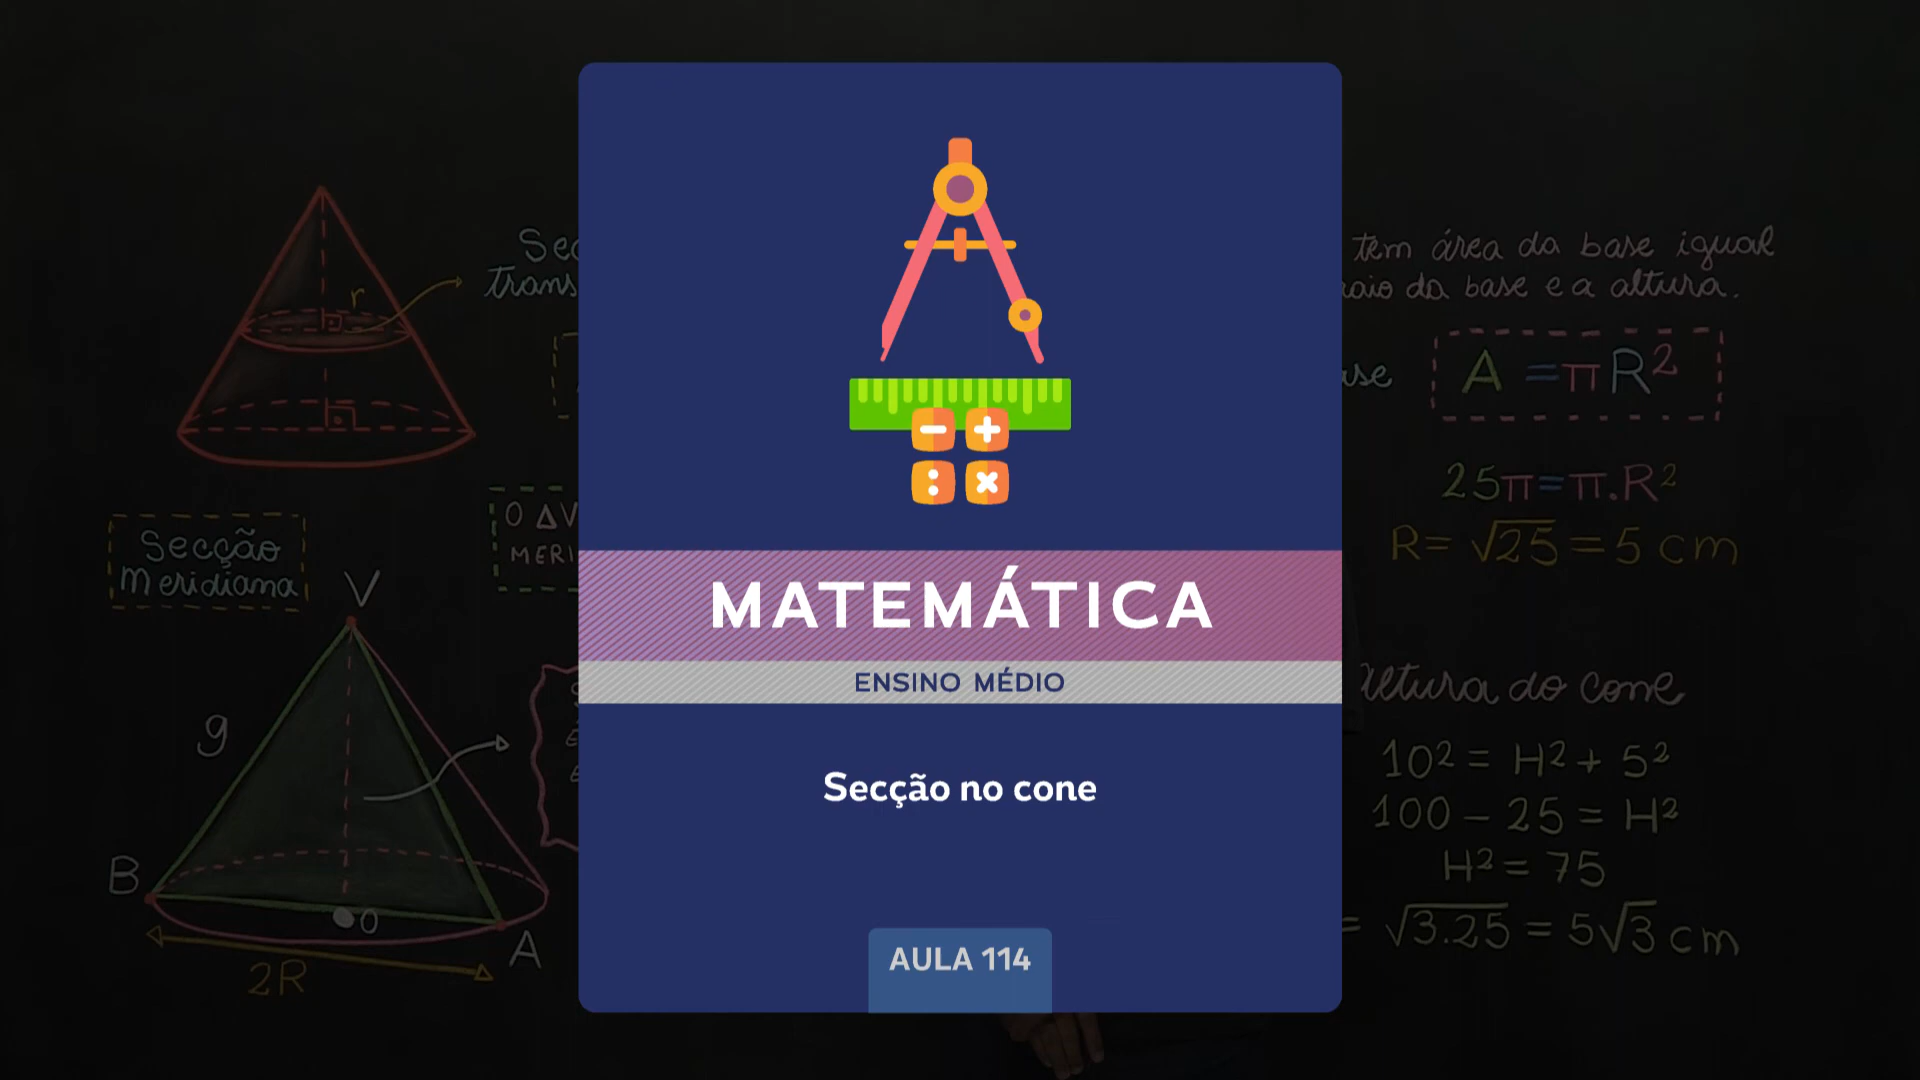 MATEMÁTICA
ENSINO MÉDIO
Secção no cone
AULA 114
r
Secção
Meridiana
V
g
B
O
A
2R
O ΔV
MERI
tem área da base igual
base e a altura.
A = πR²
25π = π.R²
R = √25 = 5 cm
Altura do cone
10² = H² + 5²
100 – 25 = H²
H² = 75
= √3.25 = 5√3 cm